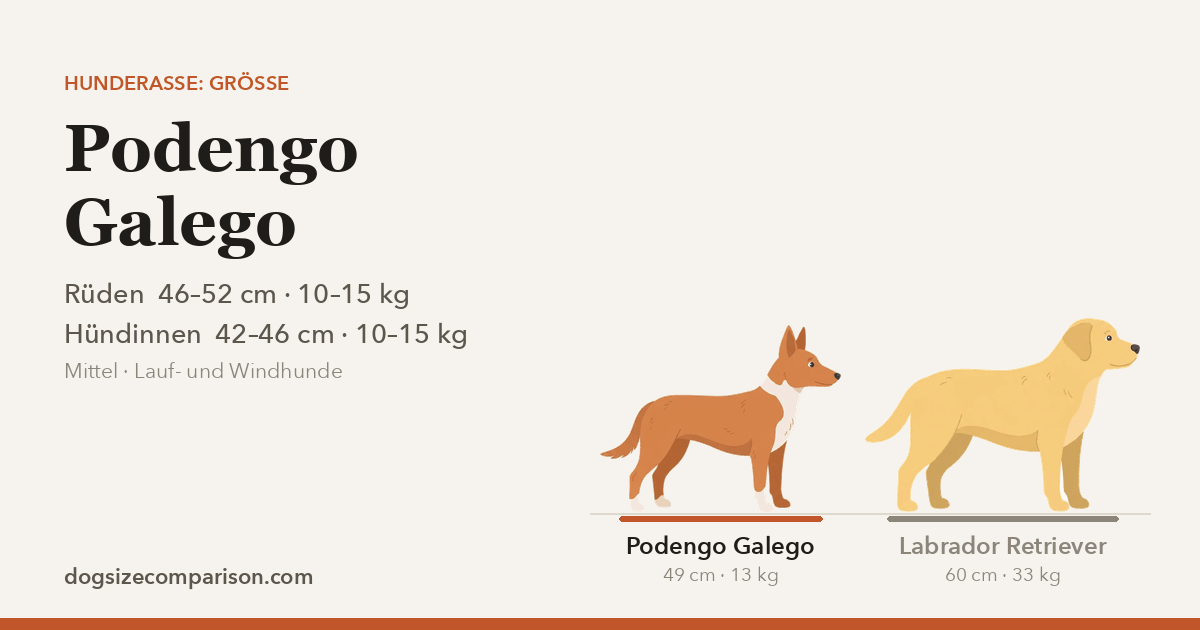 HUNDERASSE: GRÖSSE
Podengo
Galego
Rüden 46–52 cm · 10–15 kg
Hündinnen 42–46 cm · 10–15 kg
Mittel · Lauf- und Windhunde
Podengo Galego
49 cm · 13 kg
Labrador Retriever
60 cm · 33 kg
dogsizecomparison.com